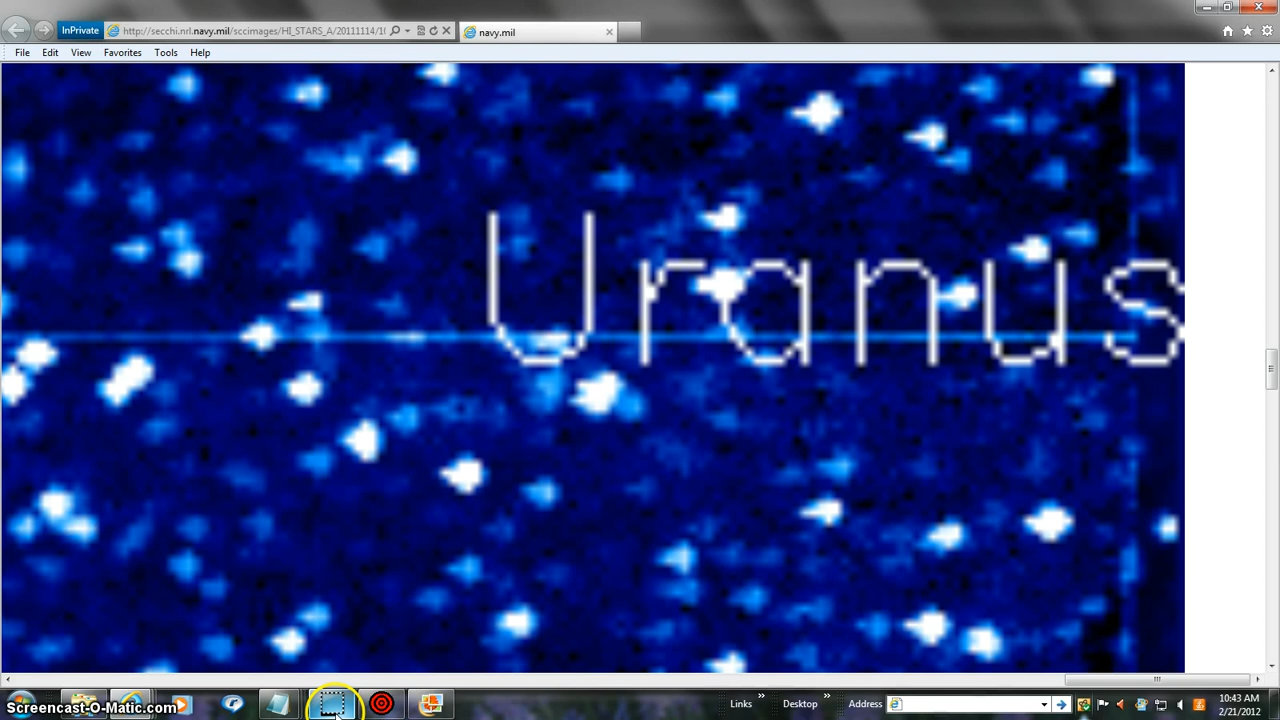 InPrivate
http://secchi.nrl.navy.mil/sccimages/HI_STARS_A/20111114/1(
navy.mil
File Edit View Favorites Tools Help
Uranus
Screencast-O-Matic.com
Links » Desktop » Address
10:43 AM
2/21/2012